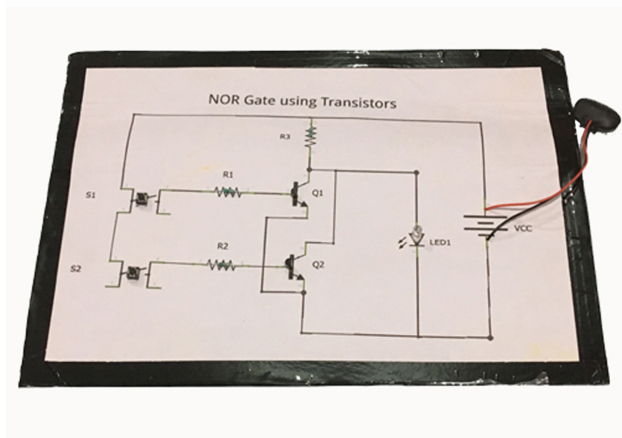 NOR Gate using Transistors
R3
R1
S1
Q1
R2
LED1
VCC
S2
Q2